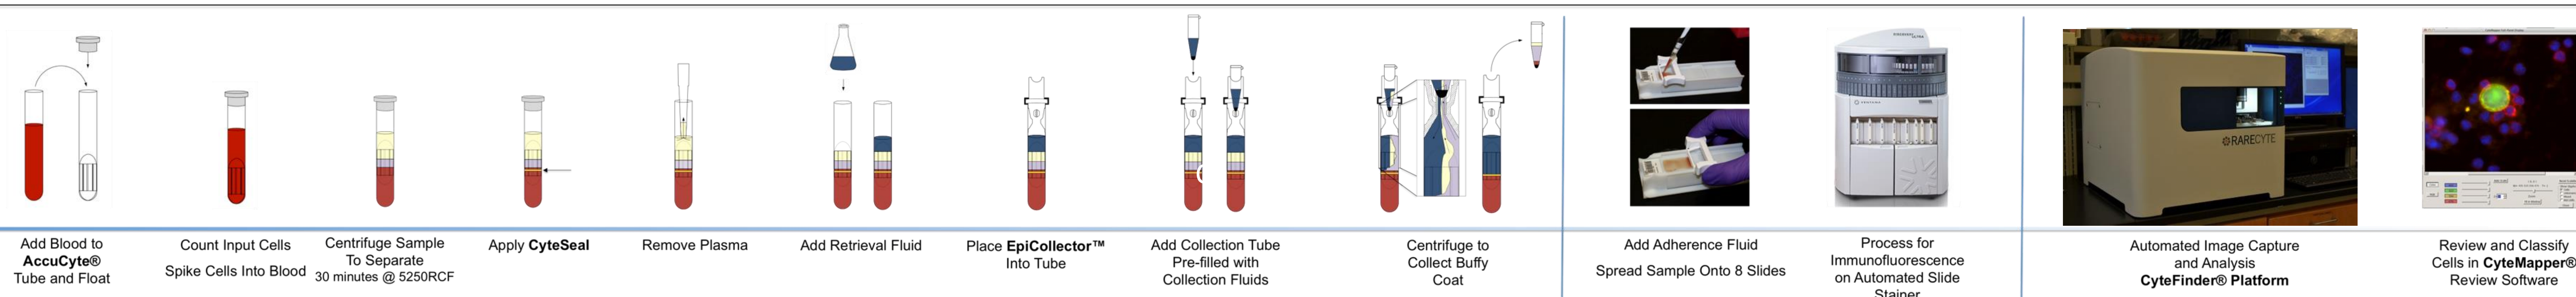 Add Blood to
AccuCyte®
Tube and Float
Count Input Cells
Spike Cells Into Blood
Centrifuge Sample
To Separate
30 minutes @ 5250RCF
Apply CyteSeal
Remove Plasma
Add Retrieval Fluid
Place EpiCollector™
Into Tube
Add Collection Tube
Pre-filled with
Collection Fluids
Centrifuge to
Collect Buffy
Coat
Add Adherence Fluid
Spread Sample Onto 8 Slides
Process for
Immunofluorescence
on Automated Slide
Stainer
RARECYTE
Automated Image Capture
and Analysis
CyteFinder® Platform
Review and Classify
Cells in CyteMapper®
Review Software